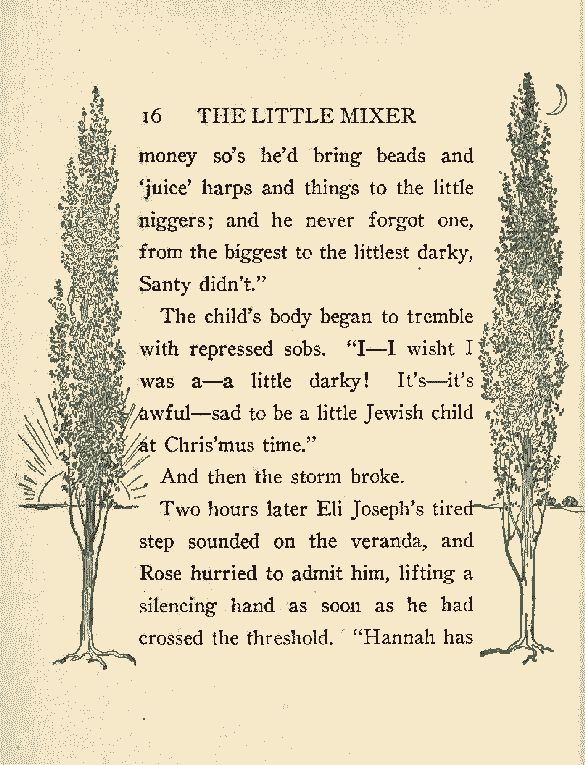 16 THE LITTLE MIXER
money so's he'd bring beads and
'juice' harps and things to the little
niggers; and he never forgot one,
from the biggest to the littlest darky,
Santy didn't."
The child's body began to tremble
with repressed sobs. "I—I wisht I
was a—a little darky! It's—it's
awful—sad to be a little Jewish child
at Chris'mus time."
And then the storm broke.
Two hours later Eli Joseph's tired
step sounded on the veranda, and
Rose hurried to admit him, lifting a
silencing hand as soon as he had
crossed the threshold. "Hannah has